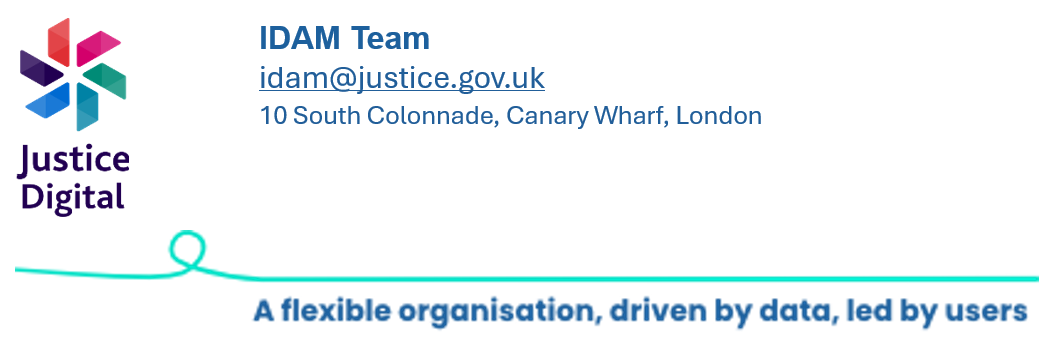 IDAM Team
idam@justice.gov.uk
10 South Colonnade, Canary Wharf, London
Justice
Digital
A flexible organisation, driven by data, led by users